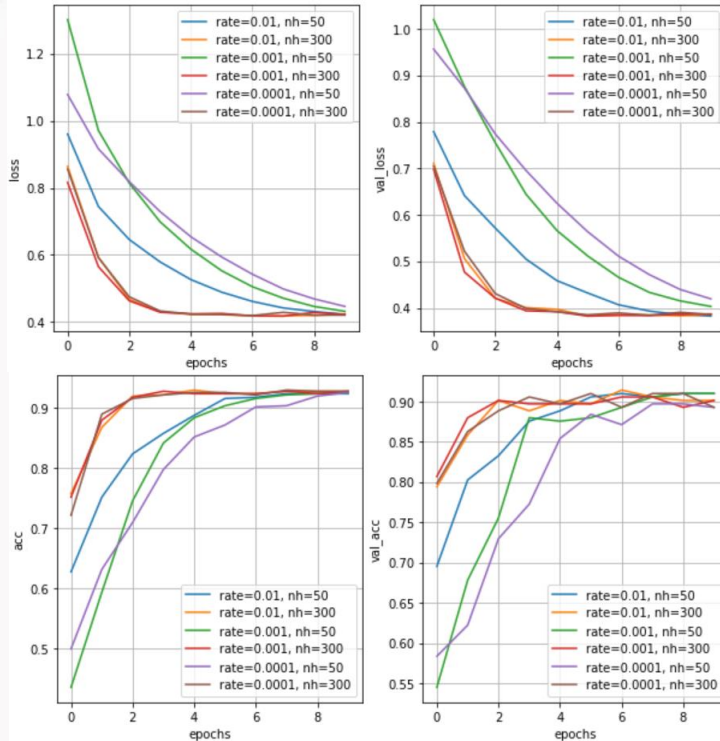 1.2
1.0
0.8
0.6
0.4
loss
0 2 4 6 8
epochs
rate=0.01, nh=50
rate=0.01, nh=300
rate=0.001, nh=50
rate=0.001, nh=300
rate=0.0001, nh=50
rate=0.0001, nh=300
1.0
0.9
0.8
0.7
0.6
0.5
0.4
val_loss
0 2 4 6 8
epochs
rate=0.01, nh=50
rate=0.01, nh=300
rate=0.001, nh=50
rate=0.001, nh=300
rate=0.0001, nh=50
rate=0.0001, nh=300
0.9
0.8
0.7
0.6
0.5
acc
0 2 4 6 8
epochs
rate=0.01, nh=50
rate=0.01, nh=300
rate=0.001, nh=50
rate=0.001, nh=300
rate=0.0001, nh=50
rate=0.0001, nh=300
0.90
0.85
0.80
0.75
0.70
0.65
0.60
0.55
val_acc
0 2 4 6 8
epochs
rate=0.01, nh=50
rate=0.01, nh=300
rate=0.001, nh=50
rate=0.001, nh=300
rate=0.0001, nh=50
rate=0.0001, nh=300